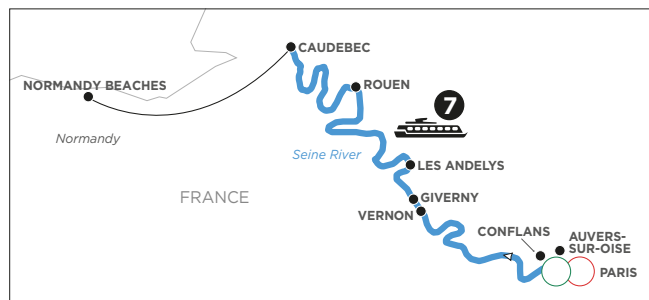 CAUDEBEC
NORMANDY BEACHES
ROUEN
7
Normandy
Seine River
LES ANDELYS
FRANCE
GIVERNY
VERNON
CONFLANS
AUVERS-
SUR-OISE
PARIS